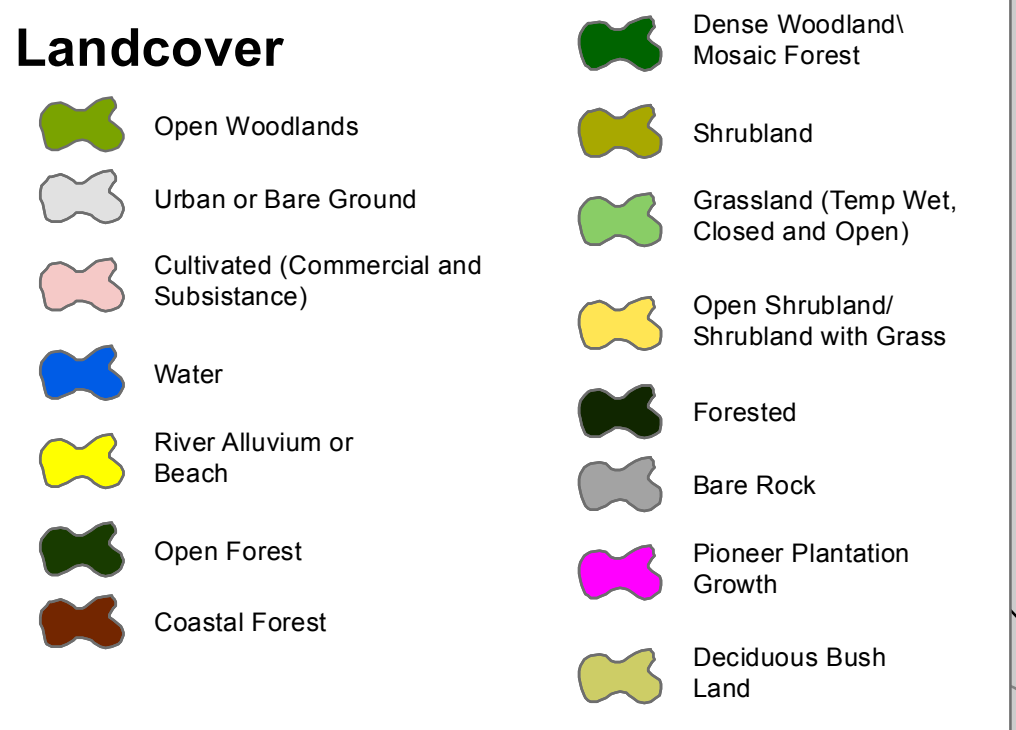 Landcover
Open Woodlands
Urban or Bare Ground
Cultivated (Commercial and
Subsistance)
Water
River Alluvium or
Beach
Open Forest
Coastal Forest
Dense Woodland\
Mosaic Forest
Shrubland
Grassland (Temp Wet,
Closed and Open)
Open Shrubland/
Shrubland with Grass
Forested
Bare Rock
Pioneer Plantation
Growth
Deciduous Bush
Land